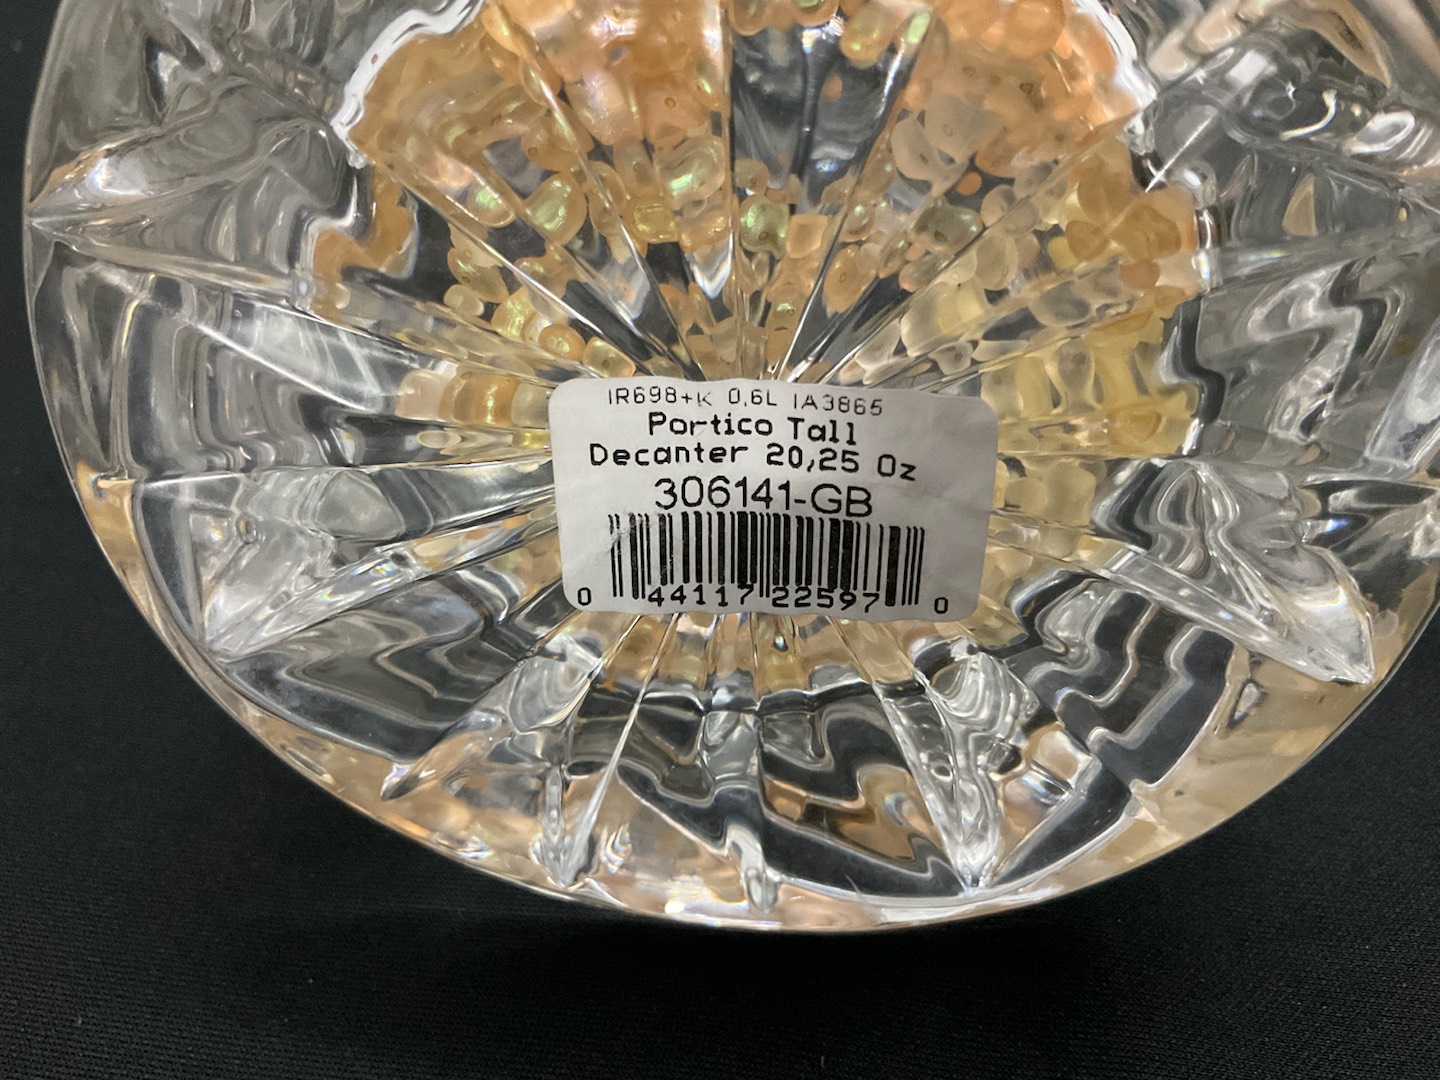 IR698+K 0,6L IA3865
Portico Tall
Decanter 20,25 Oz
306141-GB
0 44117 22597 0